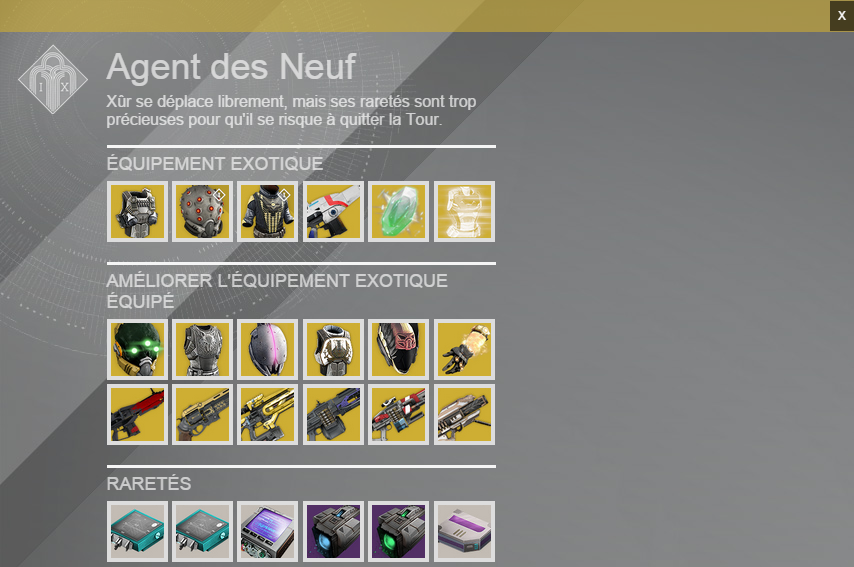 X
I X
Agent des Neuf
Xûr se déplace librement, mais ses raretés sont trop
précieuses pour qu'il se risque à quitter la Tour.
ÉQUIPEMENT EXOTIQUE
AMÉLIORER L'ÉQUIPEMENT EXOTIQUE
ÉQUIPÉ
RARETÉS